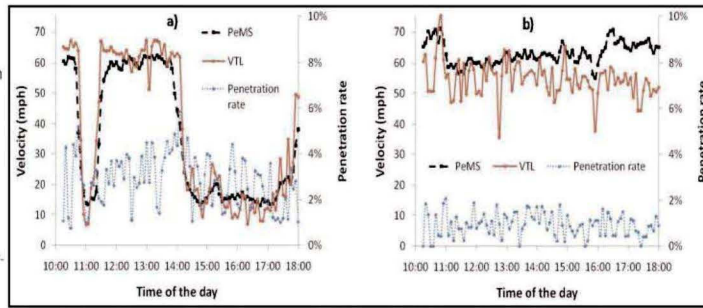 a)
70
60
50
40
30
20
10
0
Velocity (mph)
PeMS
VTL
Penetration
rate
10%
8%
6%
4%
2%
0%
Penetration rate
10:00 11:00 12:00 13:00 14:00 15:00 16:00 17:00 18:00
Time of the day
b)
70
60
50
40
30
20
10
0
Velocity (mph)
PeMS VTL Penetration rate
10%
8%
6%
4%
2%
0%
Penetration rate
10:00 11:00 12:00 13:00 14:00 15:00 16:00 17:00 18:00
Time of the day